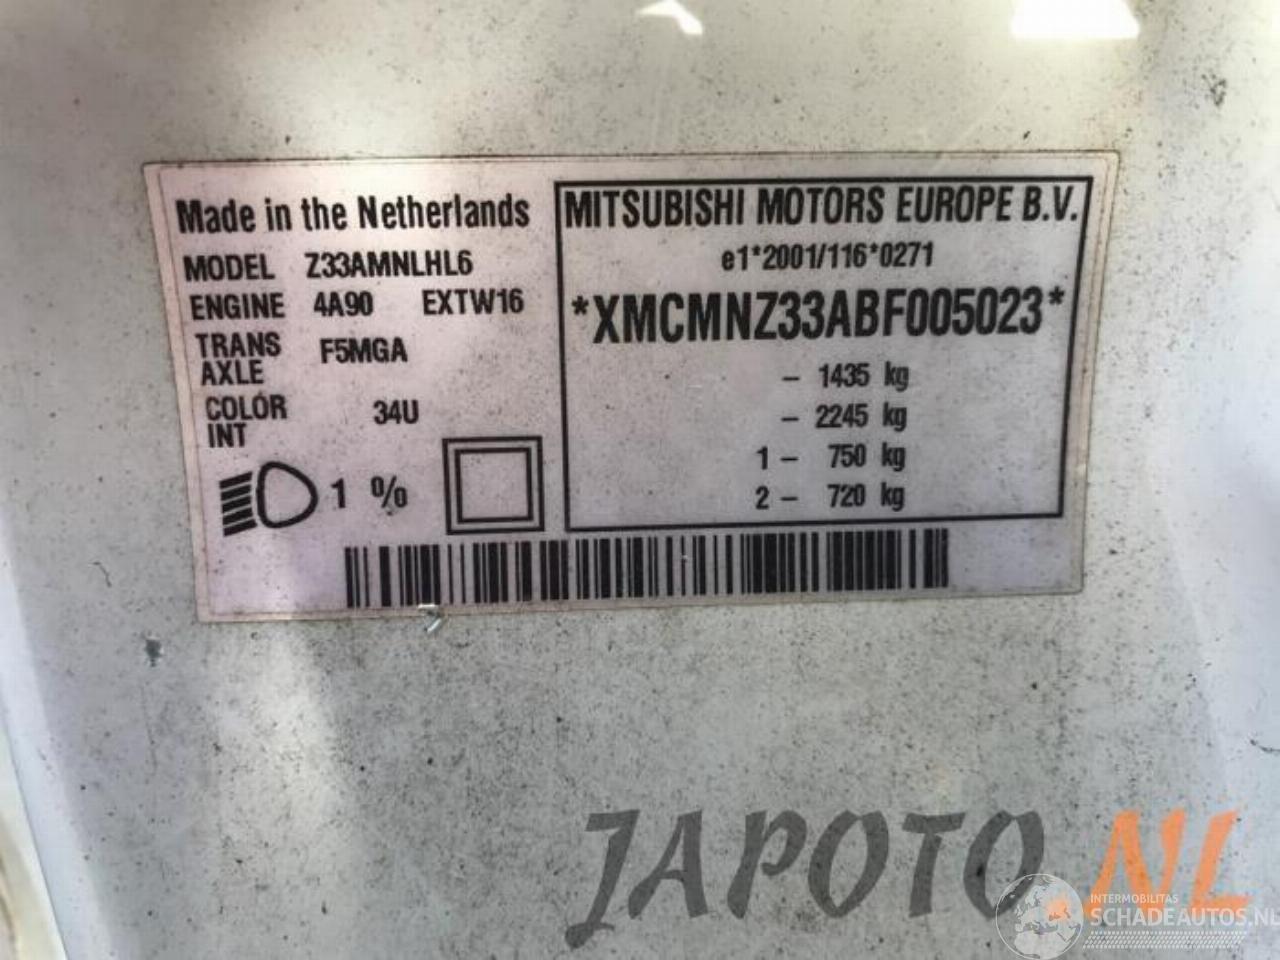 Made in the Netherlands
MODEL Z33AMNLHL6
ENGINE 4A90 EXTW16
TRANS
AXLE F5MGA
COLOR
INT 34U
1 %
MITSUBISHI MOTORS EUROPE B.V.
e1*2001/116*0271
*XMCMNZ33ABF005023*
- 1435 kg
- 2245 kg
1 - 750 kg
2 - 720 kg
JAPOTO.NL
INTERMOBILITAS
SCHADEAUTOS.NL